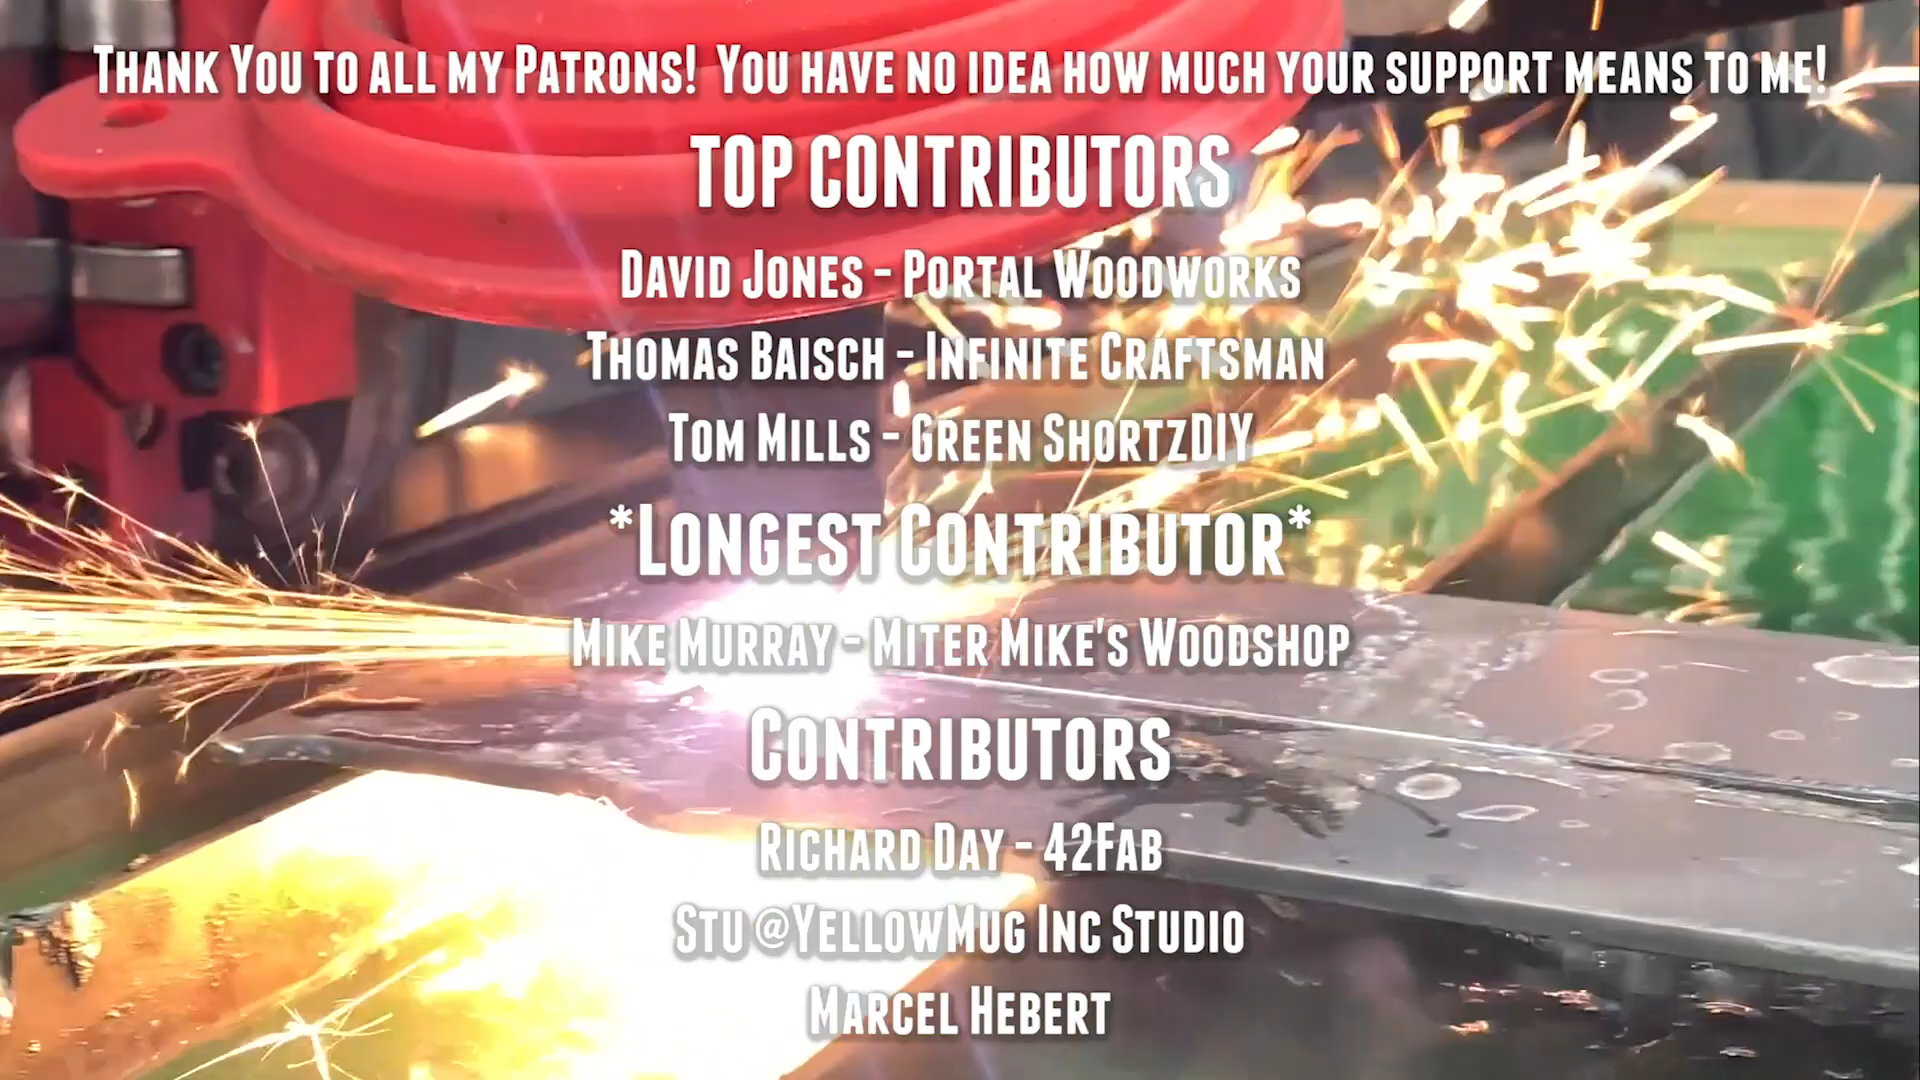 Thank You to all my Patrons! You have no idea how much your support means to me!
TOP CONTRIBUTORS
David Jones - Portal Woodworks
Thomas Baisch - Infinite Craftsman
Tom Mills - Green ShortzDIY
*Longest Contributor*
Mike Murray - Miter Mike's Woodshop
Contributors
Richard Day - 42Fab
Stu @YellowMug Inc Studio
Marcel Hebert